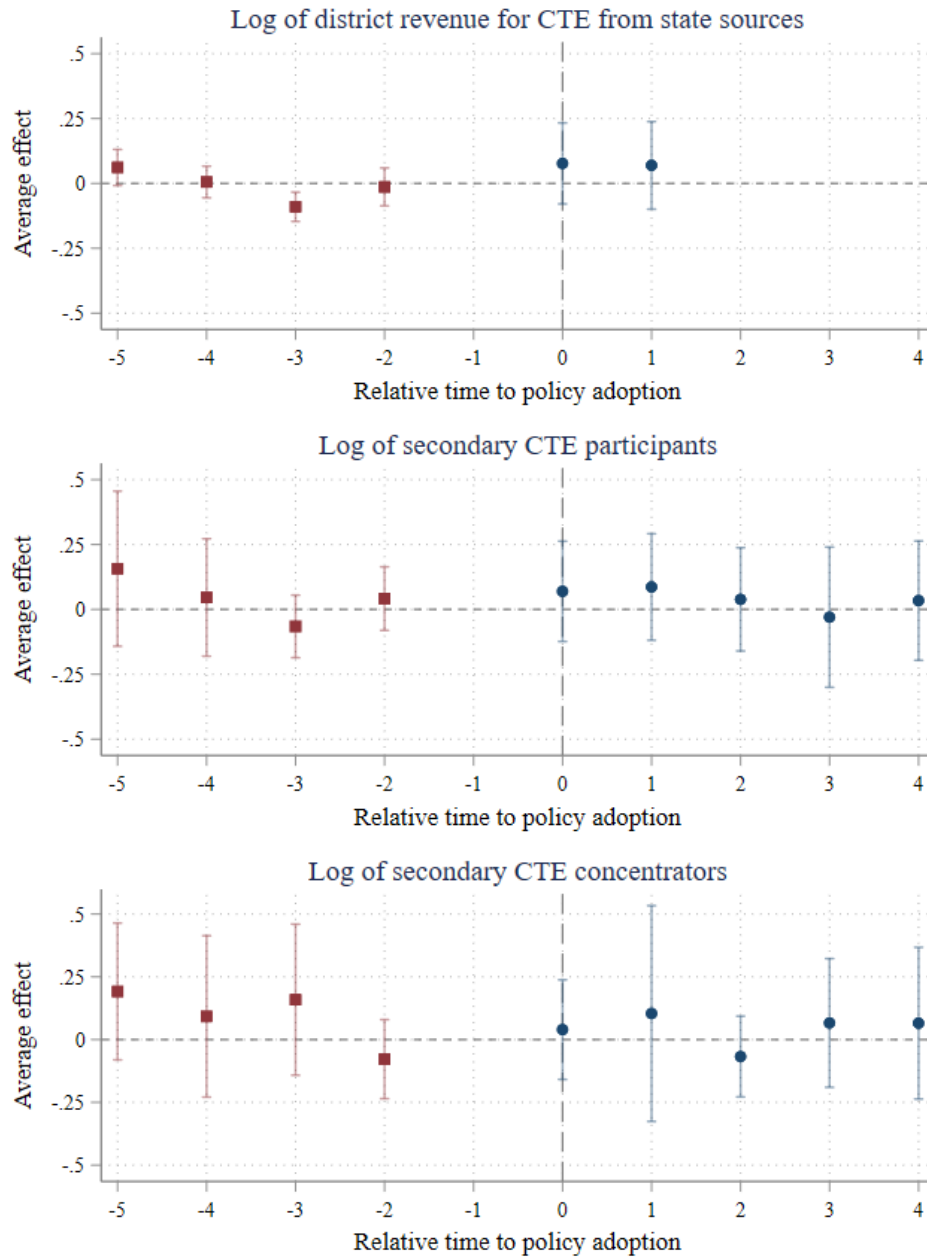 Log of district revenue for CTE from state sources
.5
.25
0
-.25
-.5
Average effect
-5 -4 -3 -2 -1 0 1 2 3 4
Relative time to policy adoption
Log of secondary CTE participants
.5
.25
0
-.25
-.5
Average effect
-5 -4 -3 -2 -1 0 1 2 3 4
Relative time to policy adoption
Log of secondary CTE concentrators
.5
.25
0
-.25
-.5
Average effect
-5 -4 -3 -2 -1 0 1 2 3 4
Relative time to policy adoption